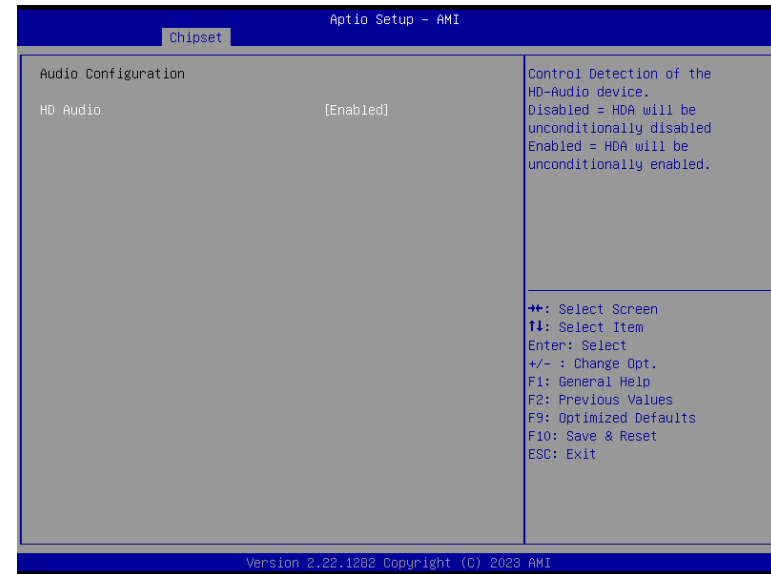 Aptio Setup – AMI
Chipset
Audio Configuration
HD Audio [Enabled]
Control Detection of the
HD-Audio device.
Disabled = HDA will be
unconditionally disabled
Enabled = HDA will be
unconditionally enabled.
→←: Select Screen
↑↓: Select Item
Enter: Select
+/- : Change Opt.
F1: General Help
F2: Previous Values
F9: Optimized Defaults
F10: Save & Reset
ESC: Exit
Version 2.22.1282 Copyright (C) 2023 AMI